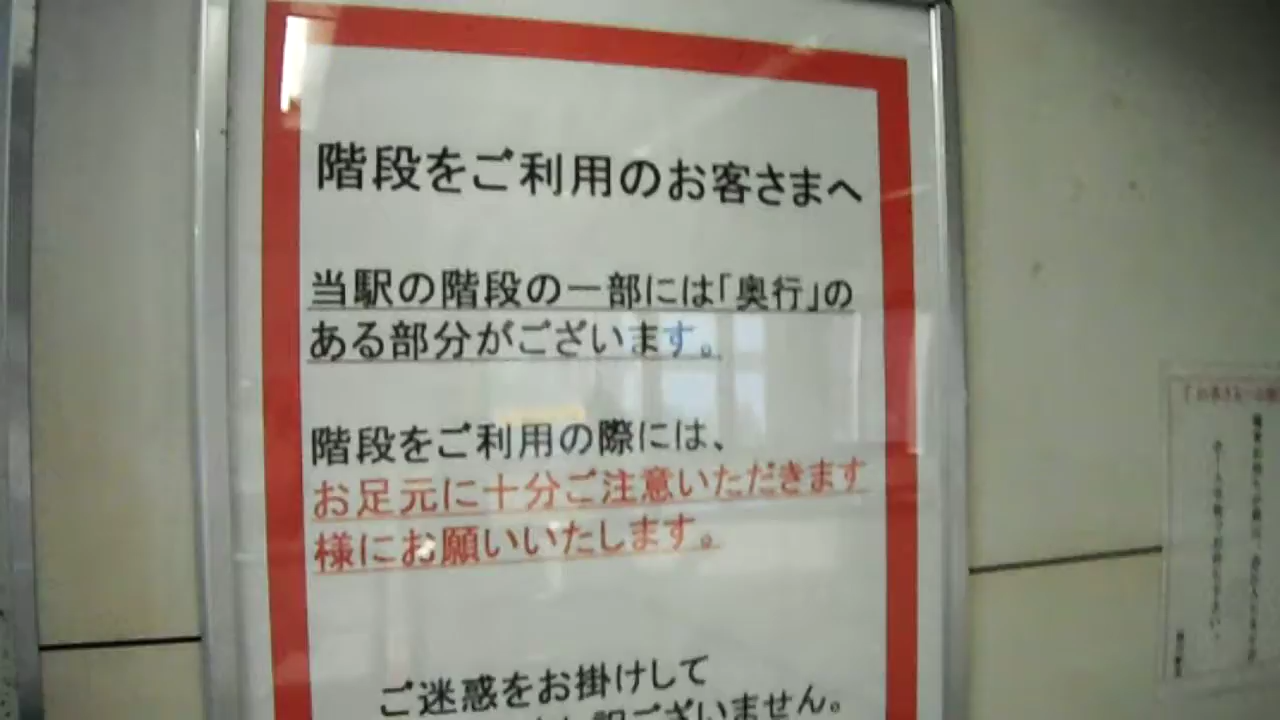 階段をご利用のお客さまへ
当駅の階段の一部には「奥行」の
ある部分がございます。
階段をご利用の際には、
お足元に十分ご注意いただきます
様にお願いいたします。
ご迷惑をお掛けして
訳ございません。